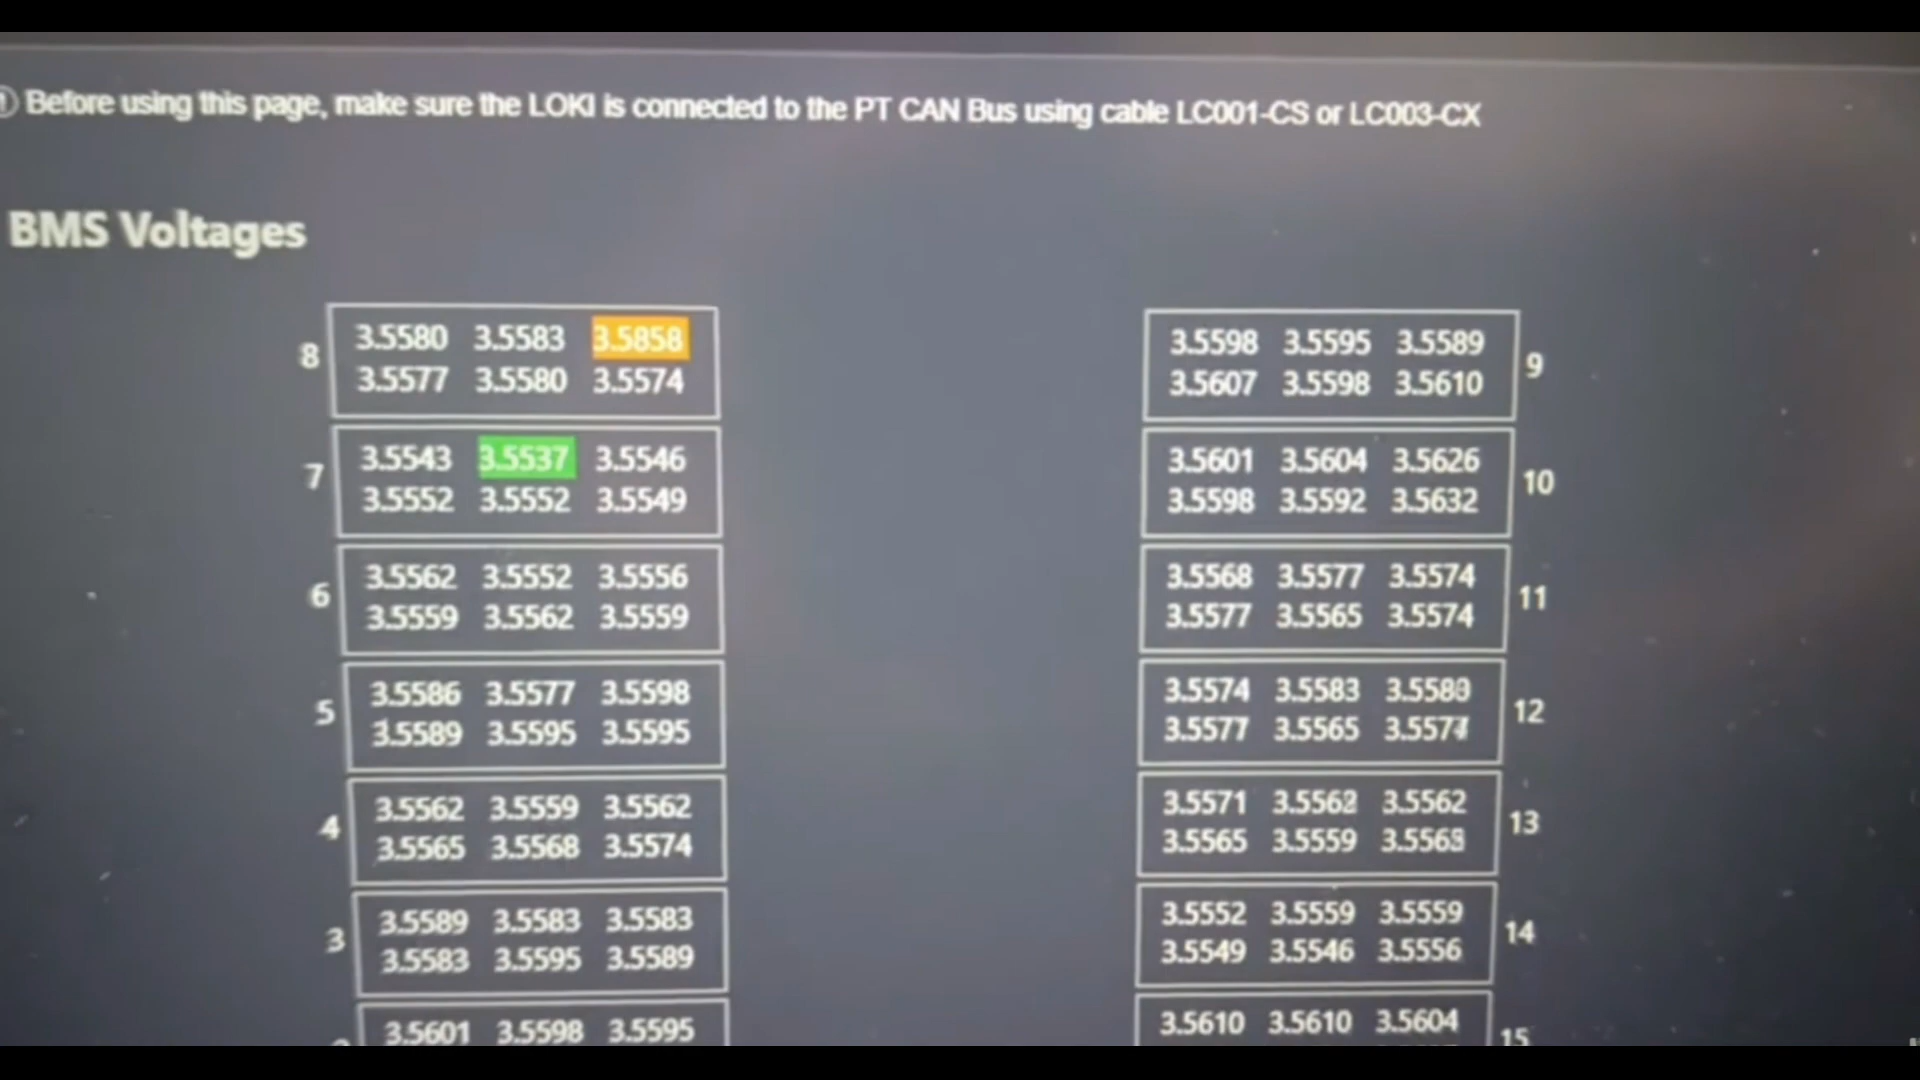 Before using this page, make sure the LOKI is connected to the PT CAN Bus using cable LC001-CS or LC003-CX
BMS Voltages
8
3.5580 3.5583 3.5858
3.5577 3.5580 3.5574
7
3.5543 3.5537 3.5546
3.5552 3.5552 3.5549
6
3.5562 3.5552 3.5556
3.5559 3.5562 3.5559
5
3.5586 3.5577 3.5598
3.5589 3.5595 3.5595
4
3.5562 3.5559 3.5562
3.5565 3.5568 3.5574
3
3.5589 3.5583 3.5583
3.5583 3.5595 3.5589
3.5601 3.5598 3.5595
3.5598 3.5595 3.5589
3.5607 3.5598 3.5610
9
3.5601 3.5604 3.5626
3.5598 3.5592 3.5632
10
3.5568 3.5577 3.5574
3.5577 3.5565 3.5574
11
3.5574 3.5583
3.5577 3.5565
12
3.5571 3.5562
3.5565 3.5559
13
3.5552 3.5559 3.5559
3.5549 3.5546 3.5556
14
3.5610 3.5610 3.5604
15